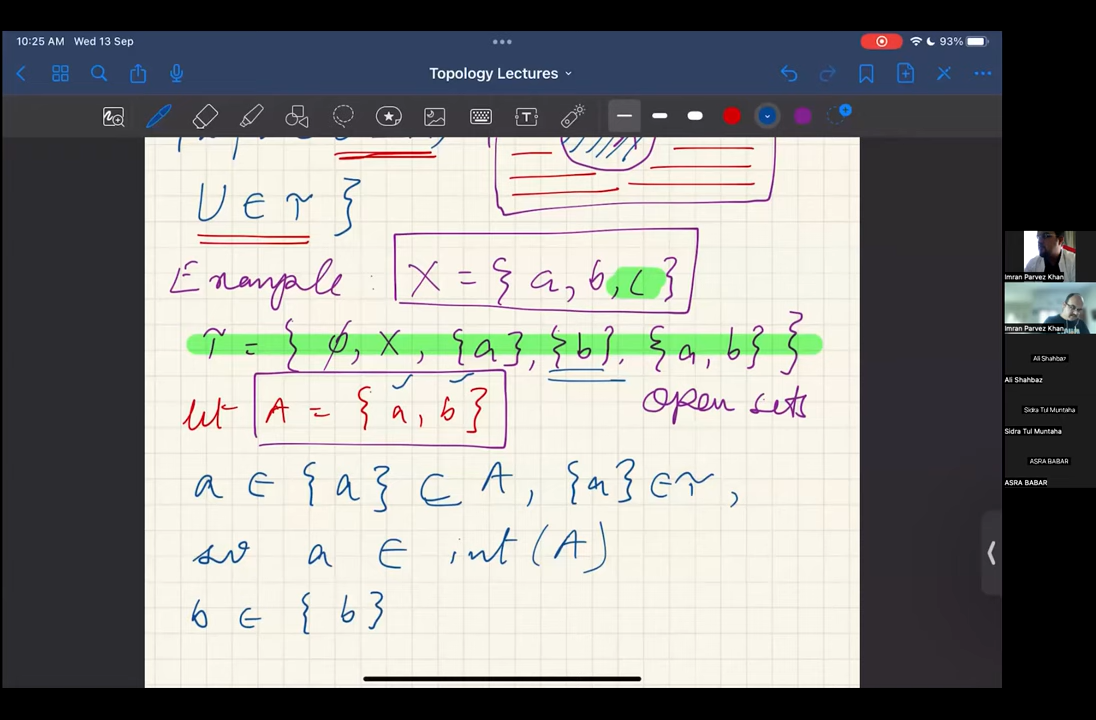 10:25 AM Wed 13 Sep
93%
Topology Lectures
U ∈ τ }
Example : X = { a, b, c }
τ = { ϕ, X, {a}, {b}, {a, b} }
let A = { a, b }
open sets
a ∈ { a } ⊆ A, {a} ∈ τ,
so a ∈ int(A)
b ∈ { b }
Imran Parvez Khan
Imran Parvez Khan
Ali Shahbaz
Ali Shahbaz
Sidra Tul Muntaha
Sidra Tul Muntaha
ASRA BABAR
ASRA BABAR